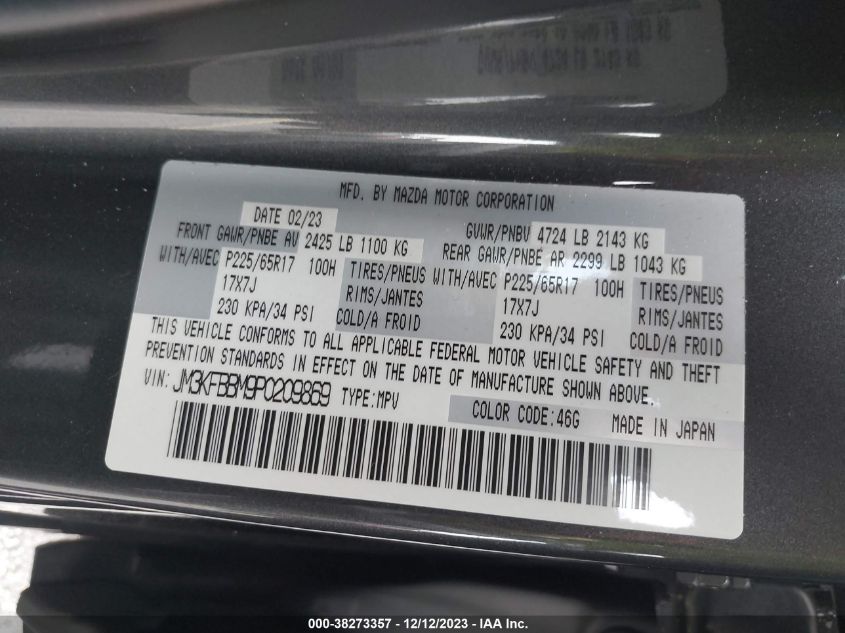 MFD. BY MAZDA MOTOR CORPORATION
DATE 02/23 GVWR/PNBV 4724 LB 2143 KG
FRONT GAWR/PNBE AV 2425 LB 1100 KG REAR GAWR/PNBE AR 2299 LB 1043 KG
WITH/AVEC P225/65R17 100H TIRES/PNEUS WITH/AVEC P225/65R17 100H TIRES/PNEUS
17X7J RIMS/JANTES 17X7J RIMS/JANTES
230 KPA/34 PSI COLD/A FROID 230 KPA/34 PSI COLD/A FROID
THIS VEHICLE CONFORMS TO ALL APPLICABLE FEDERAL MOTOR VEHICLE SAFETY AND THEFT
PREVENTION STANDARDS IN EFFECT ON THE DATE OF MANUFACTURE SHOWN ABOVE.
VIN: JM3KFBBM9P0209869 TYPE:MPV
COLOR CODE:46G MADE IN JAPAN
000-38273357 - 12/12/2023 - IAA Inc.